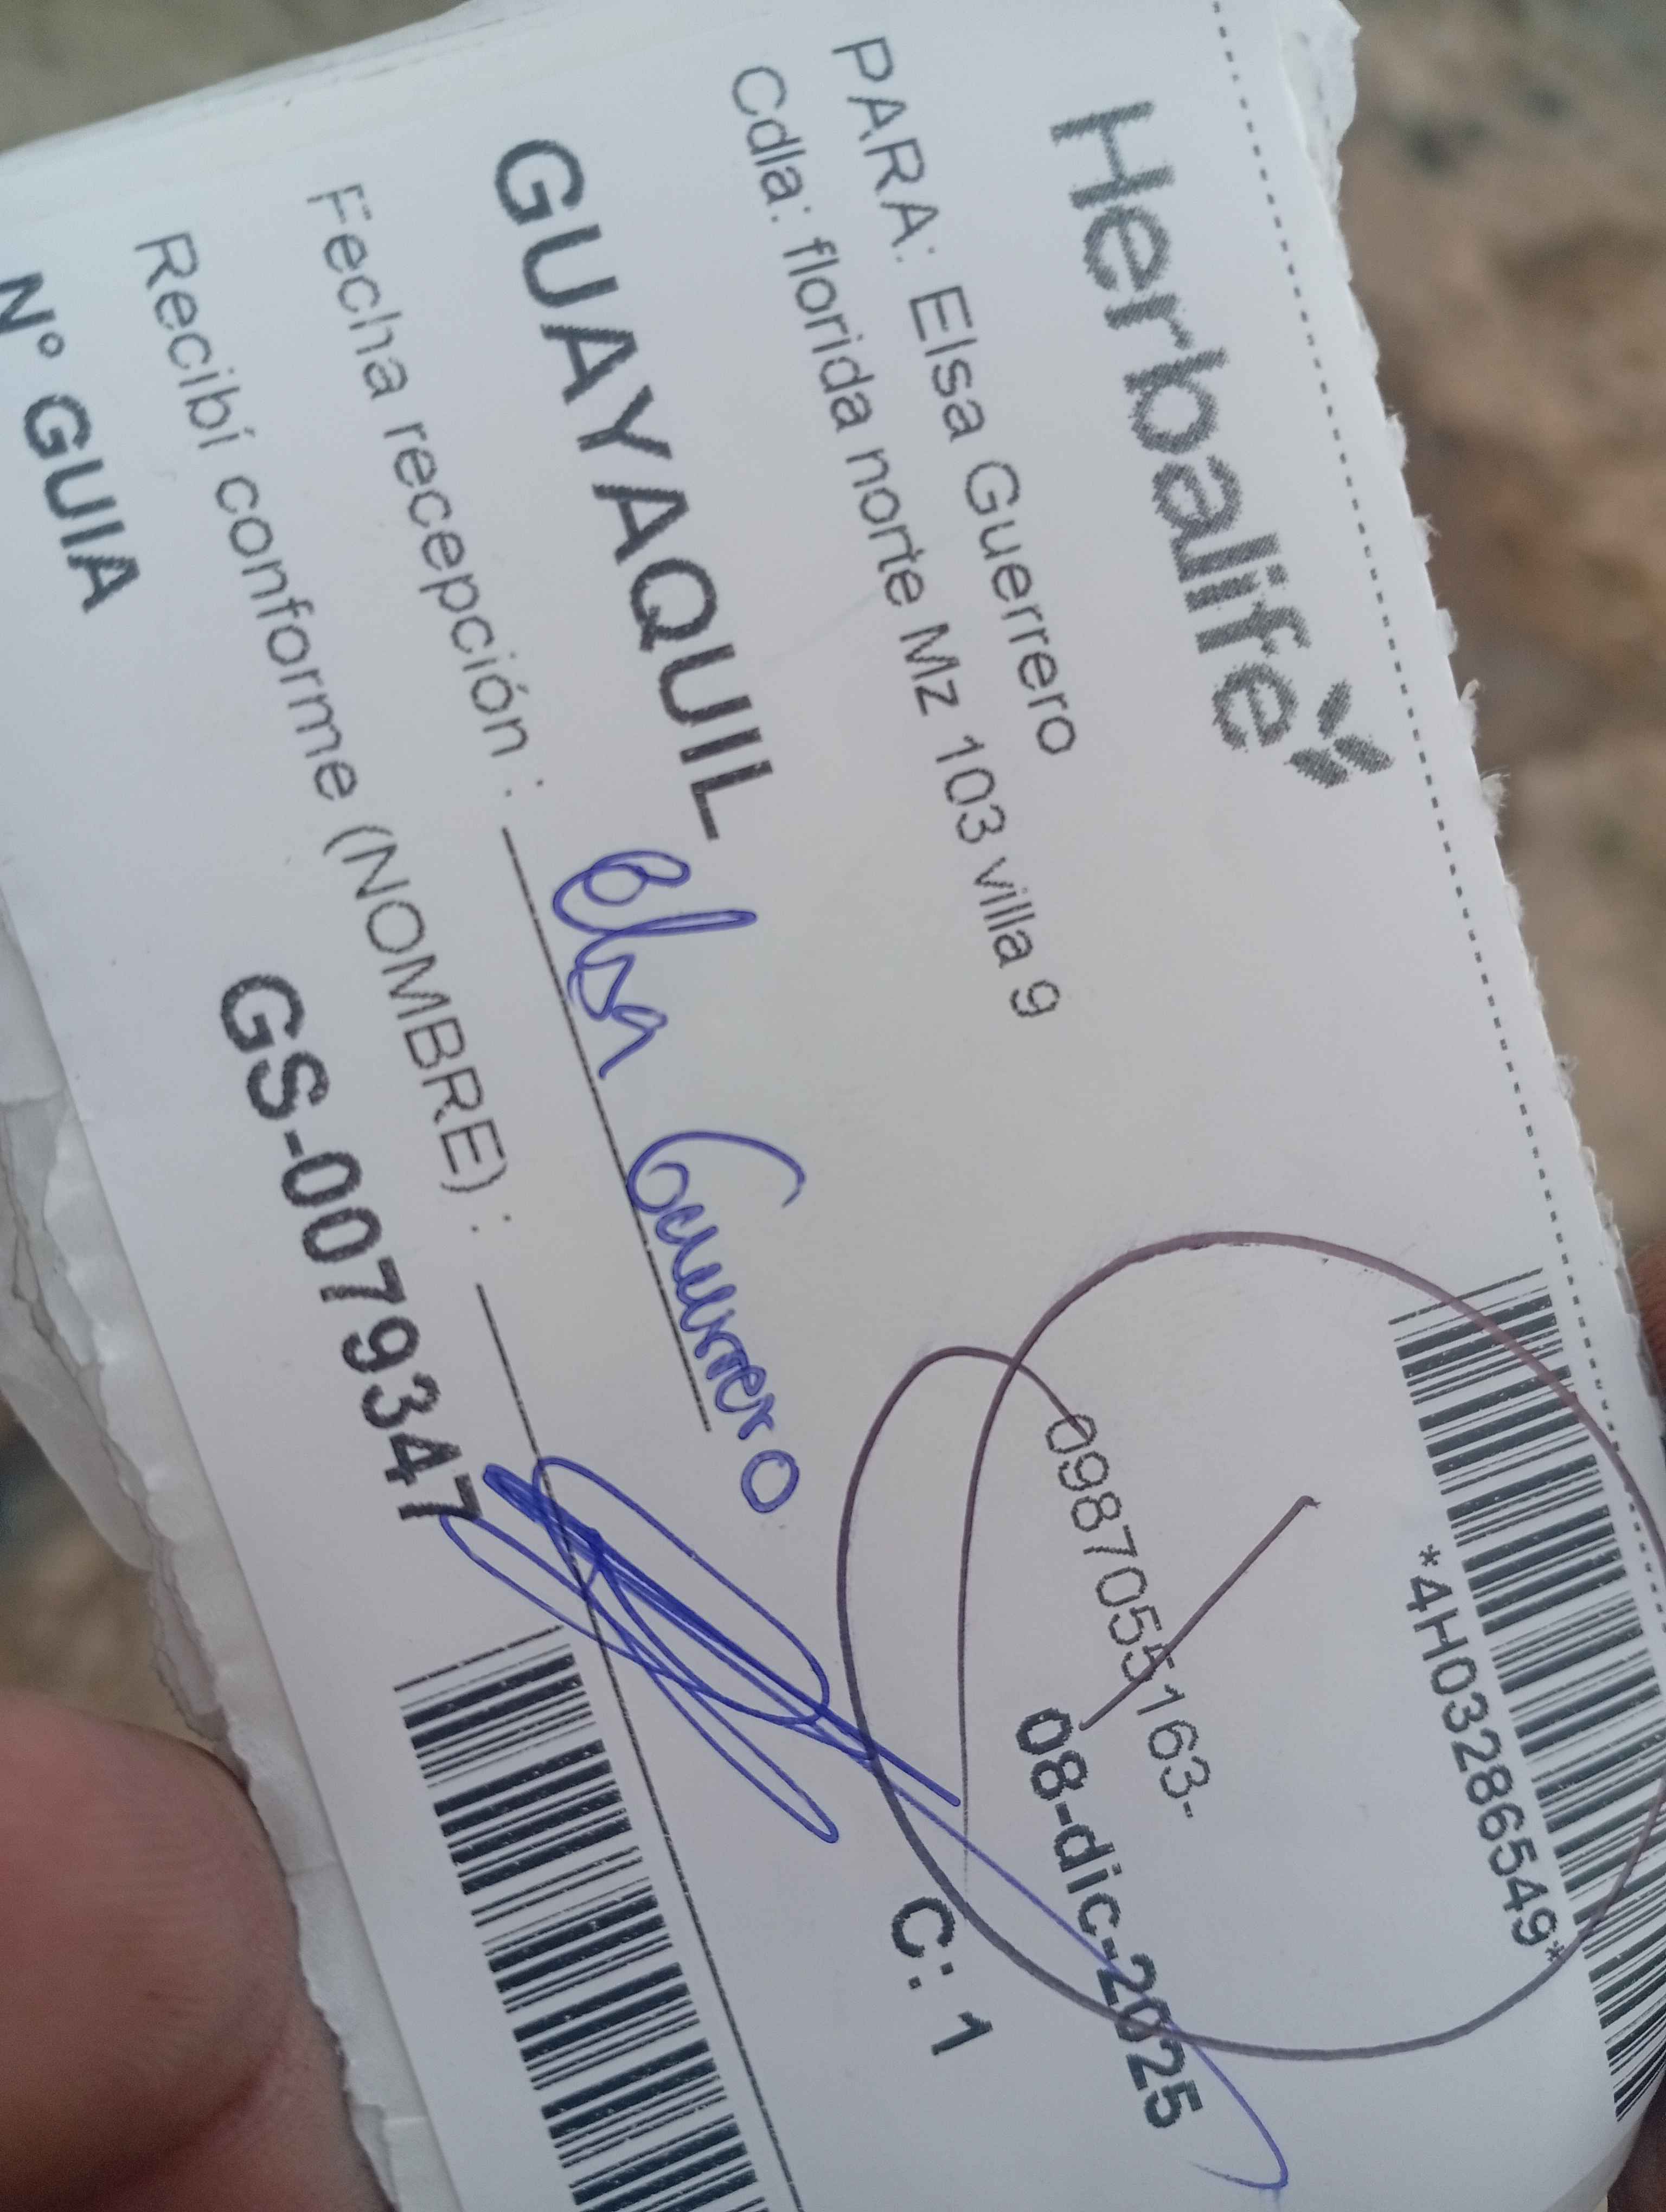 Herbalife
*4H03286549*
PARA: Elsa Guerrero
0987055163-
Cdla: florida norte Mz 103 villa 9
08-dic-2025
GUAYAQUIL
C: 1
Fecha recepción : Elsa Guerrero
Recibí conforme (NOMBRE) :
N° GUIA GS-0079347